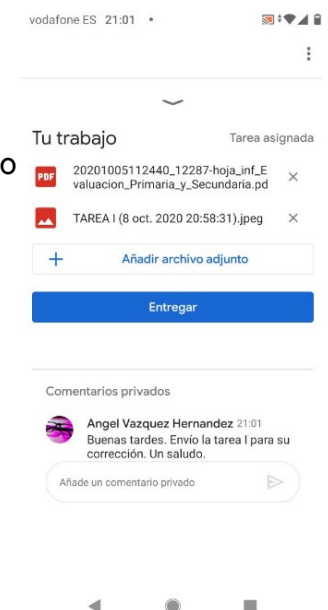 vodafone ES 21:01 •
Tu trabajo
Tarea asignada
o
PDF
20201005112440_12287-hoja_inf_E
valuacion_Primaria_y_Secundaria.pd
TAREA I (8 oct. 2020 20:58:31).jpeg
+ Añadir archivo adjunto
Entregar
Comentarios privados
Angel Vazquez Hernandez 21:01
Buenas tardes. Envío la tarea I para su
corrección. Un saludo.
Añade un comentario privado